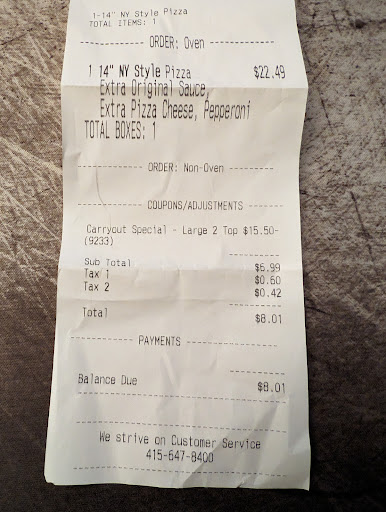 1-14" NY Style Pizza
TOTAL ITEMS: 1
ORDER: Oven
1 14" NY Style Pizza $22.49
Extra Original Sauce,
Extra Pizza Cheese, Pepperoni
TOTAL BOXES: 1
ORDER: Non-Oven
COUPONS/ADJUSTMENTS
Carryout Special - Large 2 Top $15.50-
(9233)
Sub Total $6.99
Tax 1 $0.60
Tax 2 $0.42
Total $8.01
PAYMENTS
Balance Due $8.01
We strive on Customer Service
415-647-8400